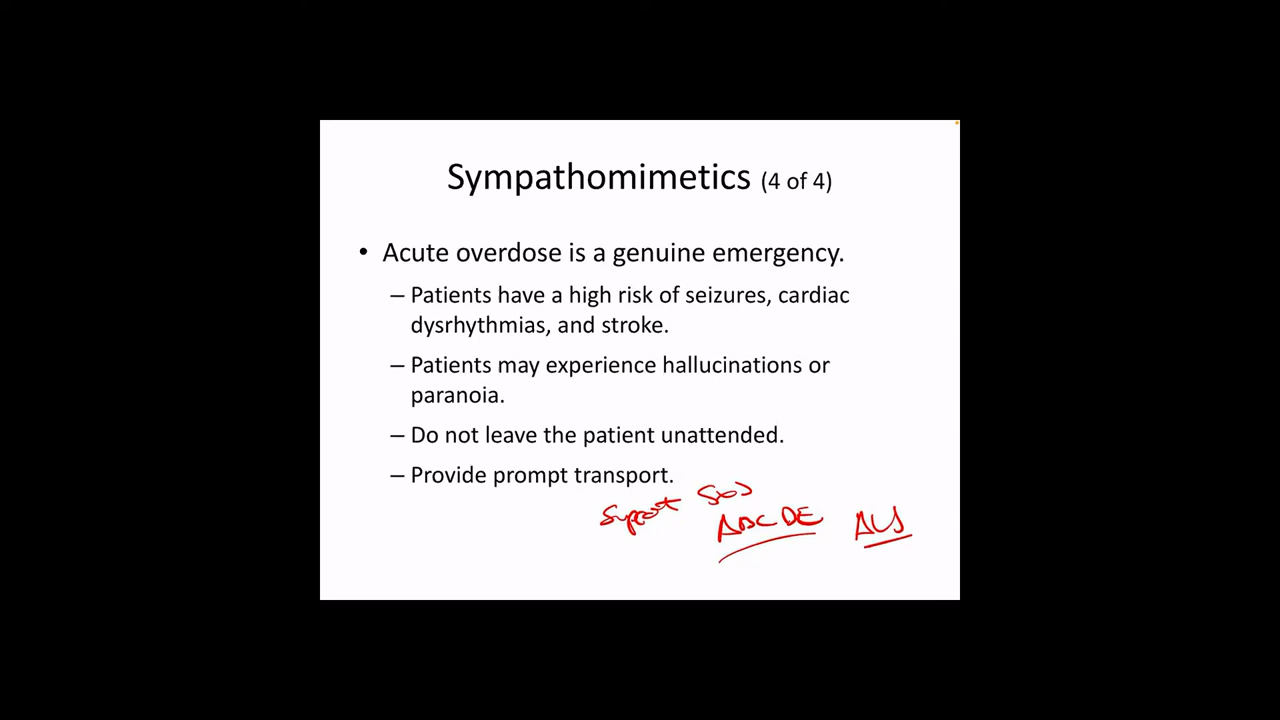 Sympathomimetics (4 of 4)
• Acute overdose is a genuine emergency.
– Patients have a high risk of seizures, cardiac
dysrhythmias, and stroke.
– Patients may experience hallucinations or
paranoia.
– Do not leave the patient unattended.
– Provide prompt transport.
Support
ABCDE ALS